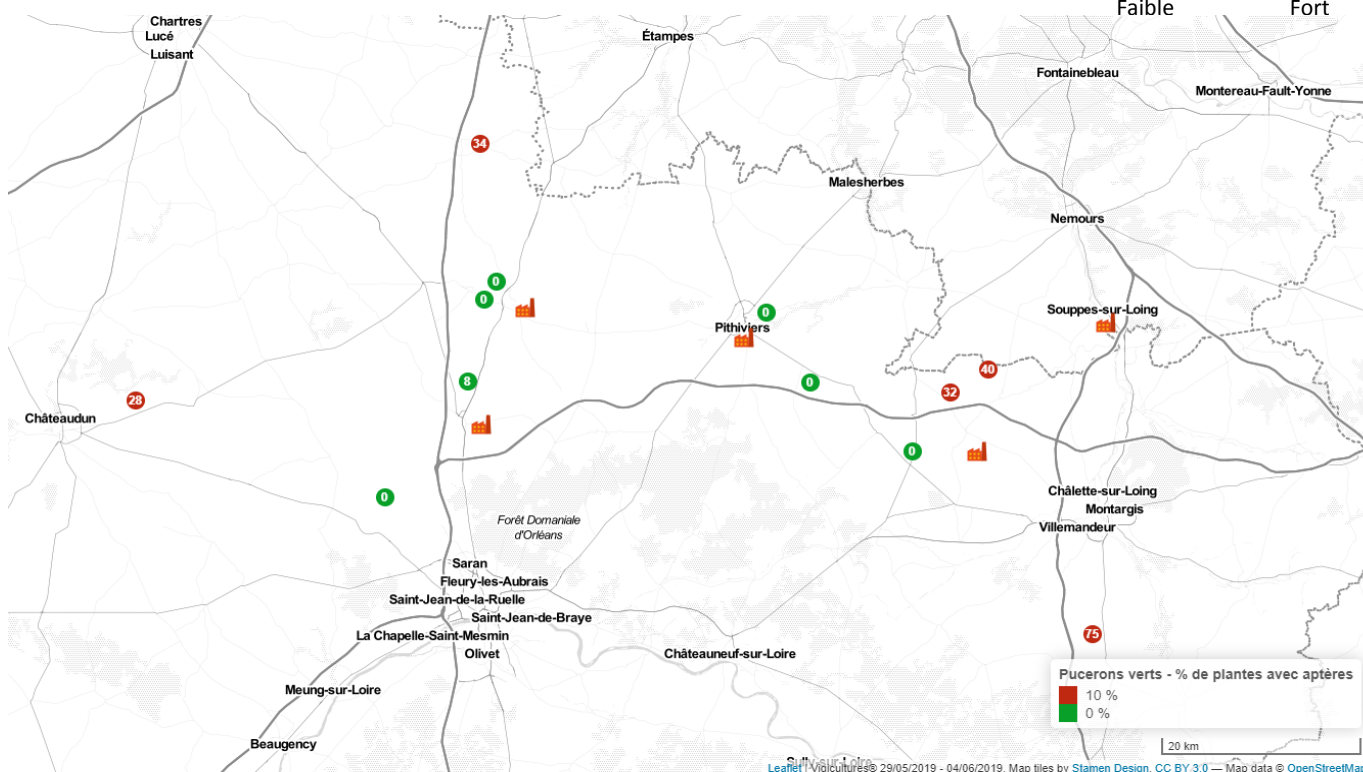 Faible Fort
Chartres
Lucé
Luisant
Étampes
Fontainebleau
Montereau-Fault-Yonne
34
Malesherbes
Nemours
0
0
0
Pithiviers
Souppes-sur-Loing
8
0
40
32
28
Châteaudun
0
0
Châlette-sur-Loing
Montargis
Villemandeur
Forêt Domaniale
d'Orléans
Saran
Fleury-les-Aubrais
Saint-Jean-de-la-Ruelle
Saint-Jean-de-Braye
La Chapelle-Saint-Mesmin
Olivet
Châteauneuf-sur-Loire
75
Meung-sur-Loire
Beaugency
Pucerons verts - % de plantes avec aptères
10 %
0 %
20 km
Sully-sur-Loire
Leaflet | Vigicultures® 29/05/2019 - 04/06/2019, Map tiles by Stamen Design, CC BY 3.0 — Map data © OpenStreetMap